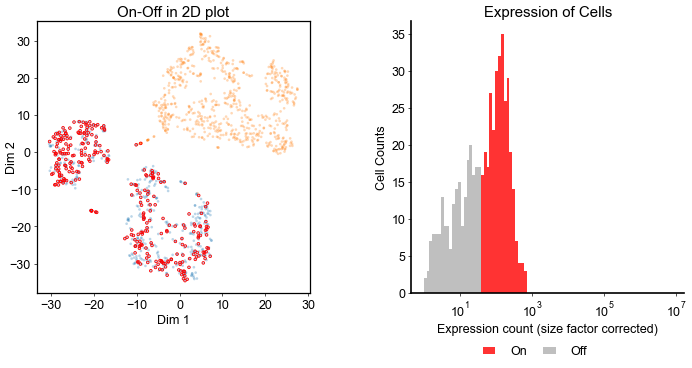 On-Off in 2D plot
30
20
10
0
−10
−20
−30
Dim 2
−30 −20 −10 0 10 20 30
Dim 1
Expression of Cells
35
30
25
20
15
10
5
0
Cell Counts
10^1 10^3 10^5 10^7
Expression count (size factor corrected)
On Off